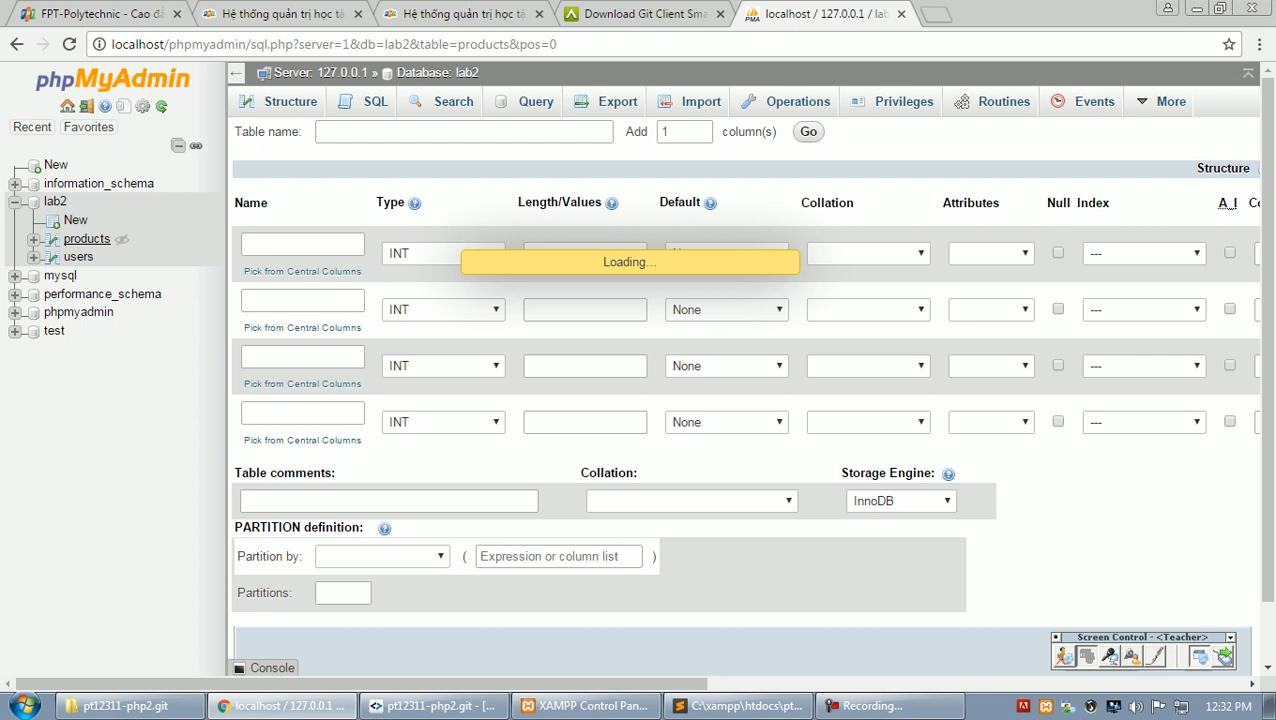 FPT-Polytechnic - Cao đẳ
Hệ thống quản trị học tậ
Hệ thống quản trị học tậ
Download Git Client Sma
localhost / 127.0.0.1 / lab
localhost/phpmyadmin/sql.php?server=1&db=lab2&table=products&pos=0
phpMyAdmin
Recent
Favorites
New
information_schema
lab2
New
products
users
mysql
performance_schema
phpmyadmin
test
Server: 127.0.0.1 » Database: lab2
Structure SQL Search Query Export Import Operations Privileges Routines Events More
Table name: Add 1 column(s) Go
Structure
Name Type Length/Values Default Collation Attributes Null Index A_I
INT ---
Loading...
Pick from Central Columns
INT None ---
Pick from Central Columns
INT None ---
Pick from Central Columns
INT None ---
Pick from Central Columns
Table comments: Collation: Storage Engine:
InnoDB
PARTITION definition:
Partition by: ( Expression or column list )
Partitions:
Screen Control - <Teacher>
Console
pt12311-php2.git
localhost / 127.0.0.1 ...
pt12311-php2.git - [...
XAMPP Control Pan...
C:\xampp\htdocs\pt...
Recording...
12:32 PM